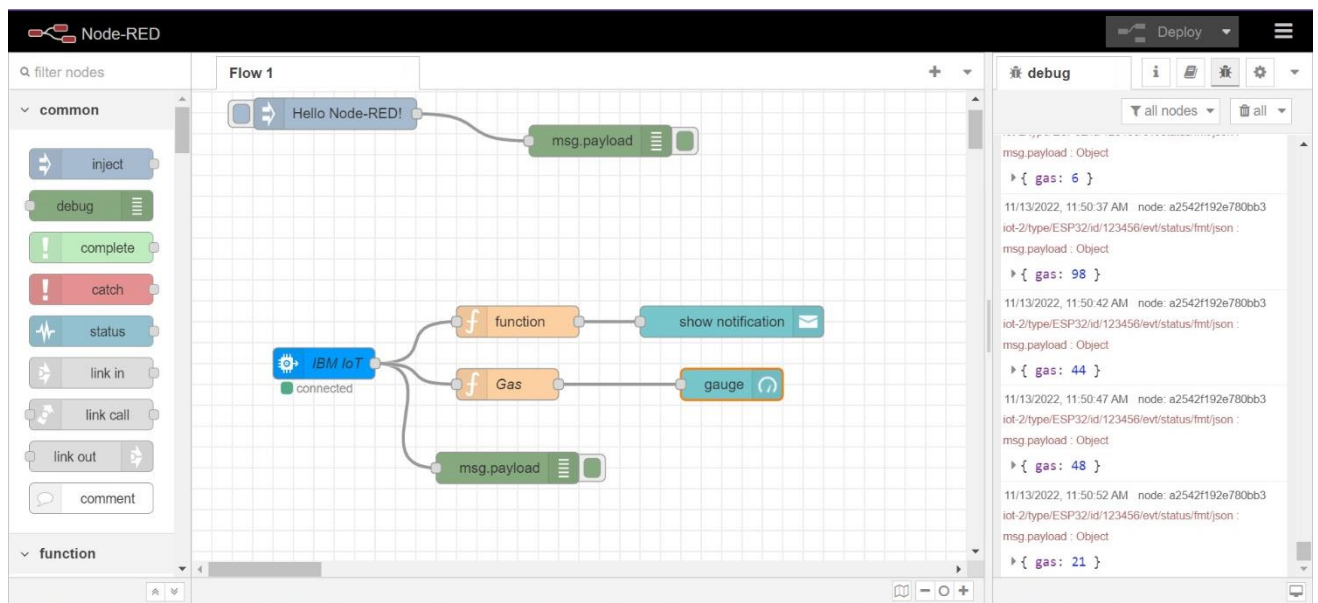 Node-RED
Deploy
filter nodes
common
inject
debug
complete
catch
status
link in
link call
link out
comment
function
Flow 1
Hello Node-RED!
msg.payload
function
show notification
IBM IoT
connected
Gas
gauge
msg.payload
debug
i
all nodes
all
msg.payload : Object
{ gas: 6 }
11/13/2022, 11:50:37 AM node: a2542f192e780bb3
iot-2/type/ESP32/id/123456/evt/status/fmt/json :
msg.payload : Object
{ gas: 98 }
11/13/2022, 11:50:42 AM node: a2542f192e780bb3
iot-2/type/ESP32/id/123456/evt/status/fmt/json :
msg.payload : Object
{ gas: 44 }
11/13/2022, 11:50:47 AM node: a2542f192e780bb3
iot-2/type/ESP32/id/123456/evt/status/fmt/json :
msg.payload : Object
{ gas: 48 }
11/13/2022, 11:50:52 AM node: a2542f192e780bb3
iot-2/type/ESP32/id/123456/evt/status/fmt/json :
msg.payload : Object
{ gas: 21 }